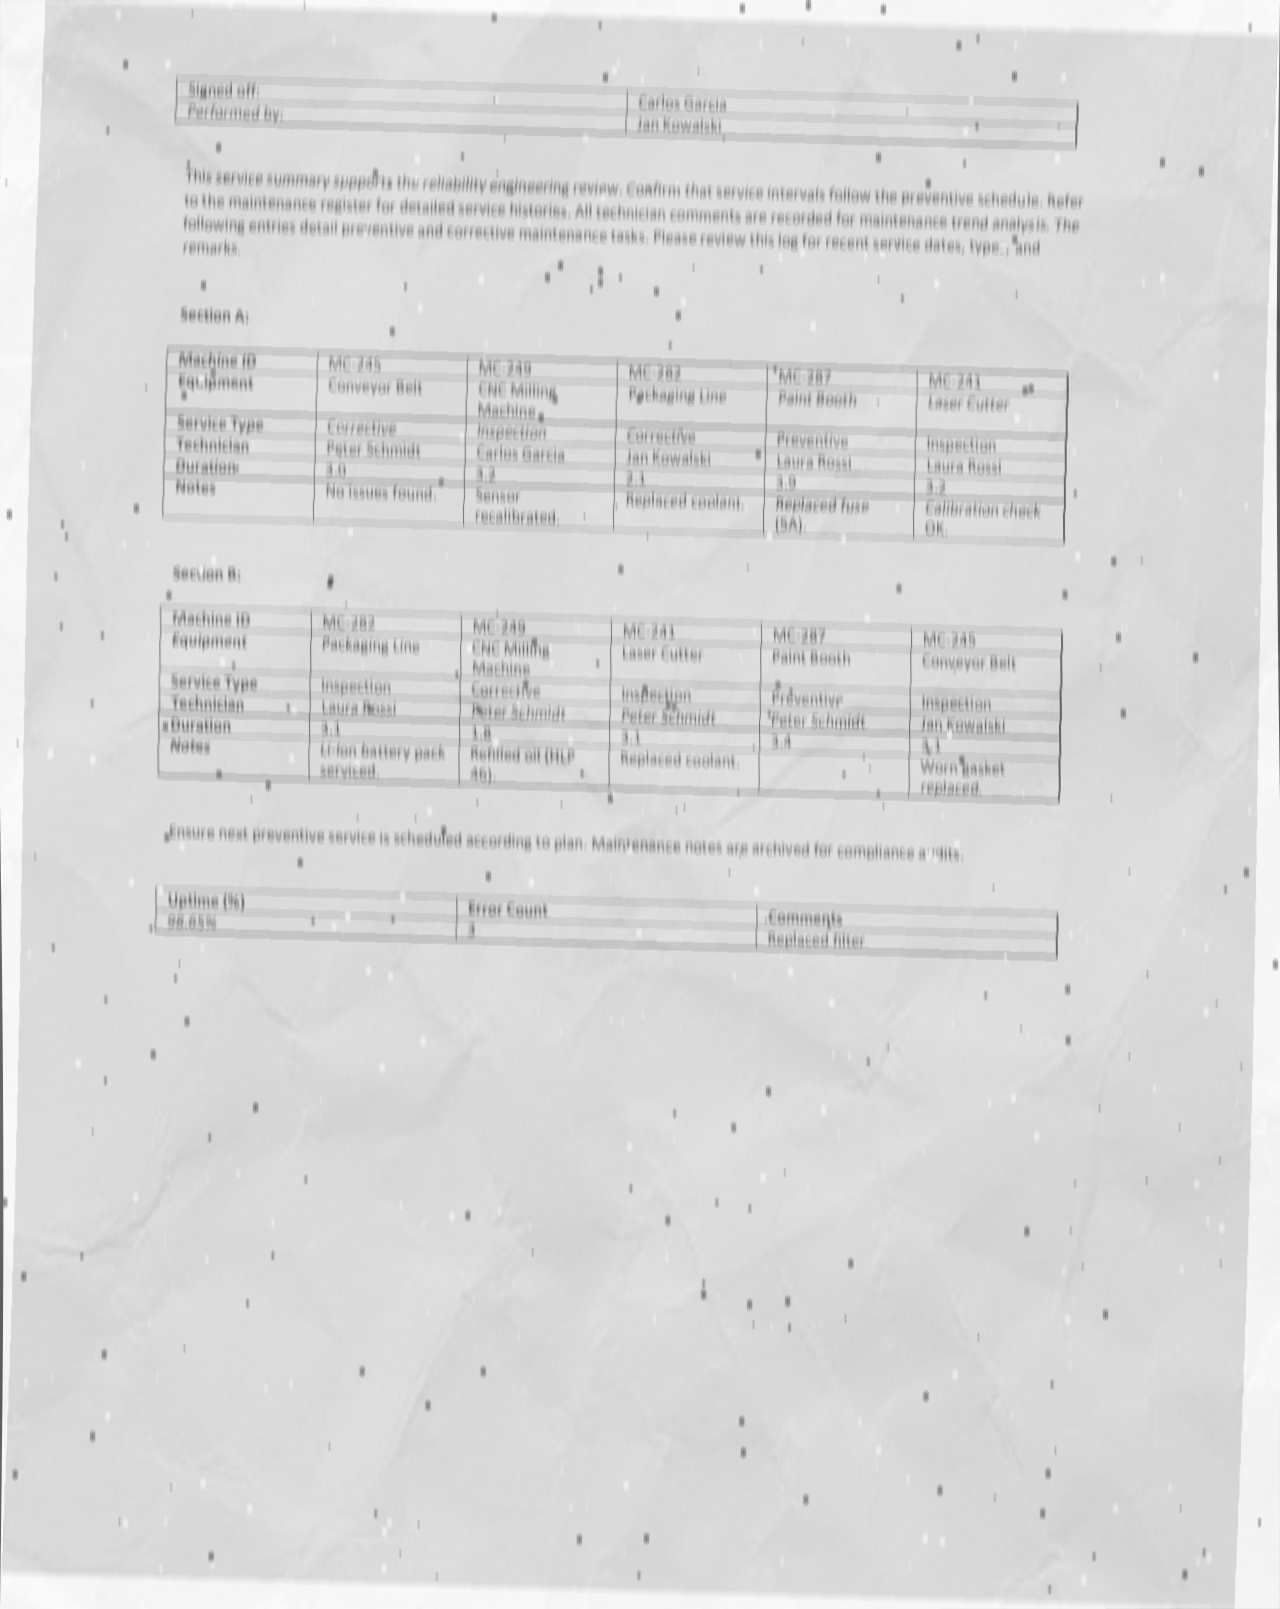 Signed off: Carlos Garcia
Performed by: Jan Kowalski
This service summary supports the reliability engineering review. Confirm that service intervals follow the preventive schedule. Refer
to the maintenance register for detailed service histories. All technician comments are recorded for maintenance trend analysis. The
following entries detail preventive and corrective maintenance tasks. Please review this log for recent service dates, type, and
remarks.
Section A:
Machine ID MC-245 MC-249 MC-282 MC-287 MC-241
Equipment Conveyor Belt CNC Milling Packaging Line Paint Booth Laser Cutter
Machine
Service Type Corrective Inspection Corrective Preventive Inspection
Technician Peter Schmidt Carlos Garcia Jan Kowalski Laura Rossi Laura Rossi
Duration 3.0 3.2 2.1 3.9 3.2
Notes No issues found. Sensor Replaced coolant. Replaced fuse Calibration check
recalibrated. (5A). OK.
Section B:
Machine ID MC-282 MC-249 MC-241 MC-287 MC-245
Equipment Packaging Line CNC Milling Laser Cutter Paint Booth Conveyor Belt
Machine
Service Type Inspection Corrective Inspection Preventive Inspection
Technician Laura Rossi Peter Schmidt Peter Schmidt Peter Schmidt Jan Kowalski
Duration 3.1 1.8 3.1 3.4
Notes Li-ion battery pack Refilled oil (HLP Replaced coolant. Worn gasket
serviced. 46). replaced.
Ensure next preventive service is scheduled according to plan. Maintenance notes are archived for compliance audits.
Uptime (%) Error Count Comments
98.65% 3 Replaced filter